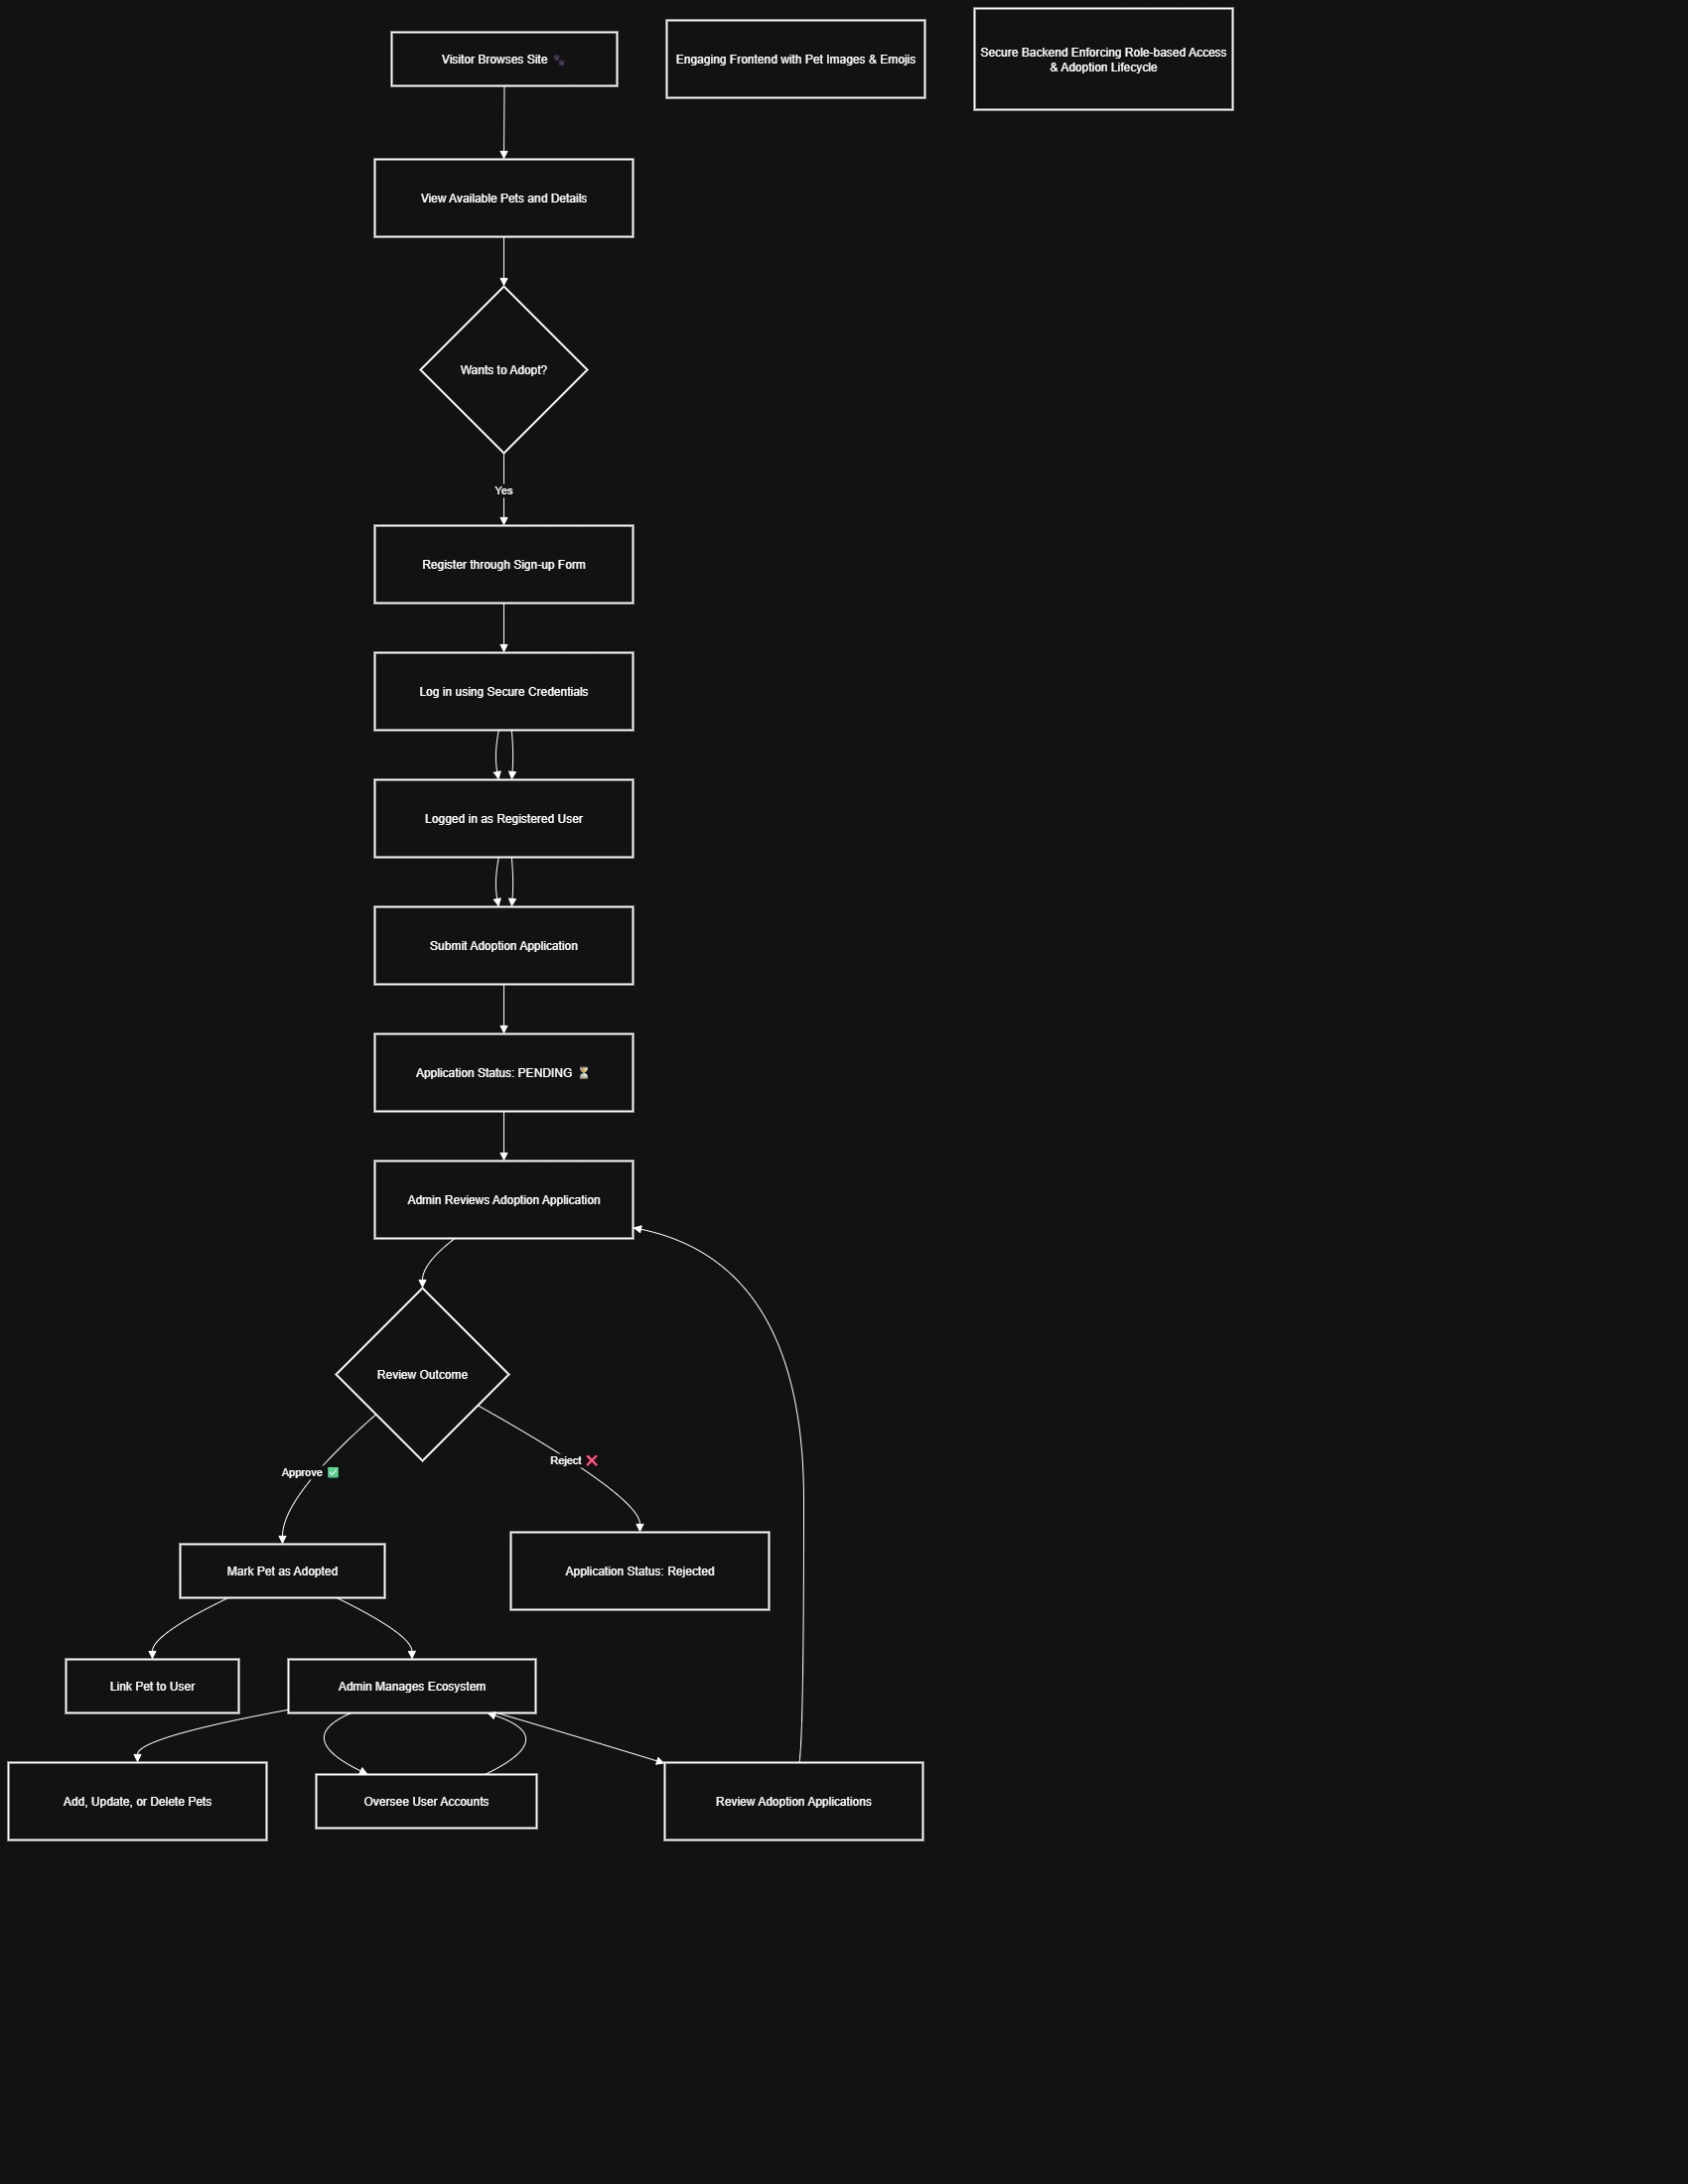 Visitor Browses Site 🐾
Engaging Frontend with Pet Images & Emojis
Secure Backend Enforcing Role-based Access
& Adoption Lifecycle
View Available Pets and Details
Wants to Adopt?
Yes
Register through Sign-up Form
Log in using Secure Credentials
Logged in as Registered User
Submit Adoption Application
Application Status: PENDING ⏳
Admin Reviews Adoption Application
Review Outcome
Approve ✅
Reject ❌
Mark Pet as Adopted
Application Status: Rejected
Link Pet to User
Admin Manages Ecosystem
Add, Update, or Delete Pets
Oversee User Accounts
Review Adoption Applications